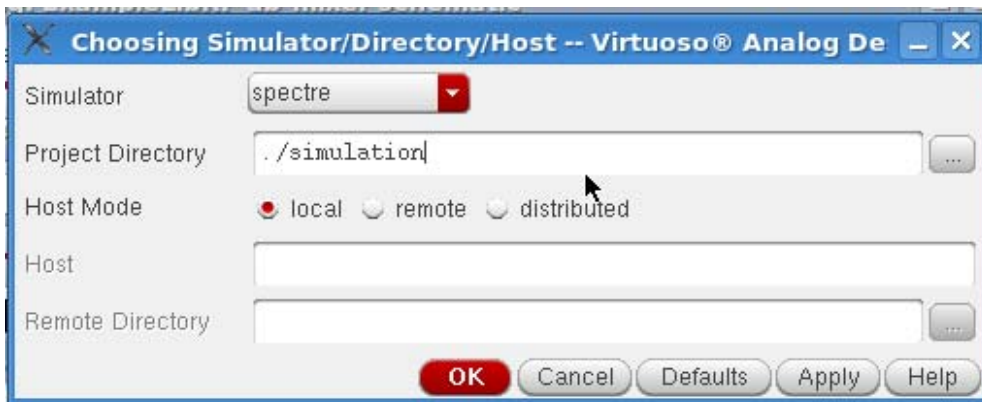 Choosing Simulator/Directory/Host -- Virtuoso® Analog De
Simulator spectre
Project Directory ./simulation ...
Host Mode local remote distributed
Host
Remote Directory ...
OK Cancel Defaults Apply Help